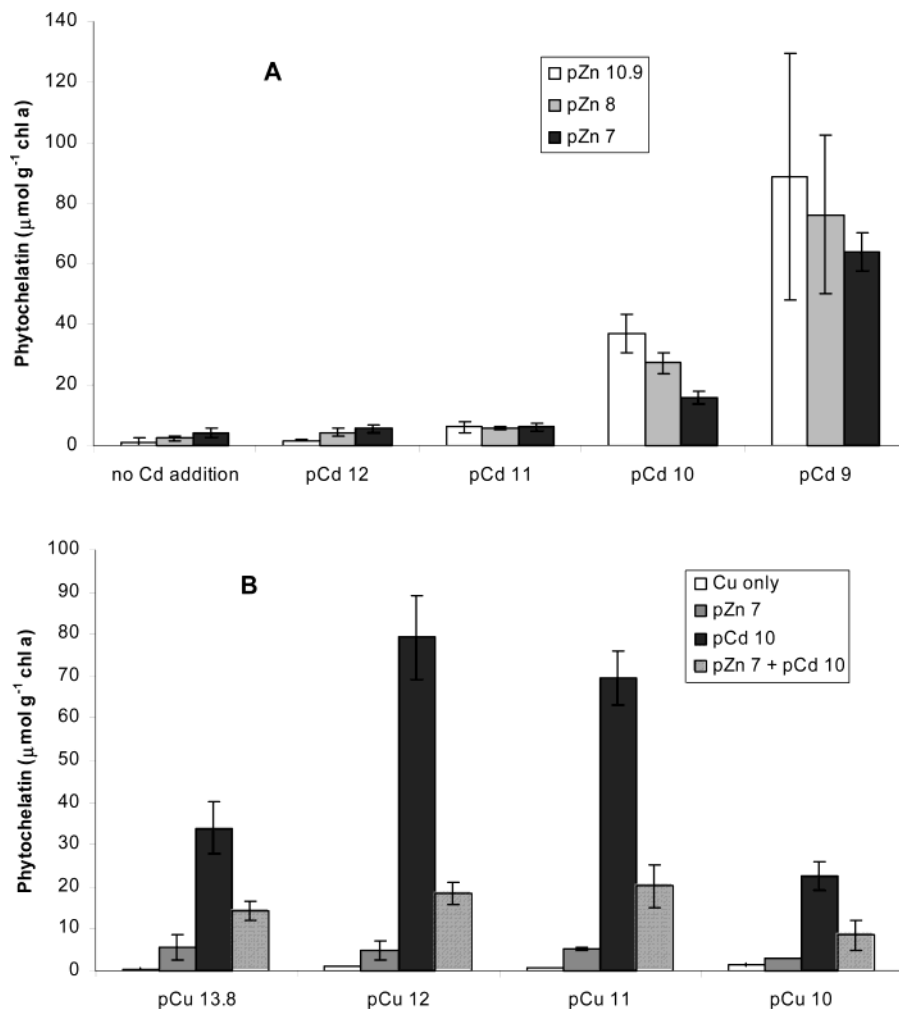 140
120
100
80
60
40
20
0
Phytochelatin (μmol g⁻¹ chl a)
A
pZn 10.9
pZn 8
pZn 7
no Cd addition pCd 12 pCd 11 pCd 10 pCd 9
100
90
80
70
60
50
40
30
20
10
0
Phytochelatin (μmol g⁻¹ chl a)
B
Cu only
pZn 7
pCd 10
pZn 7 + pCd 10
pCu 13.8 pCu 12 pCu 11 pCu 10